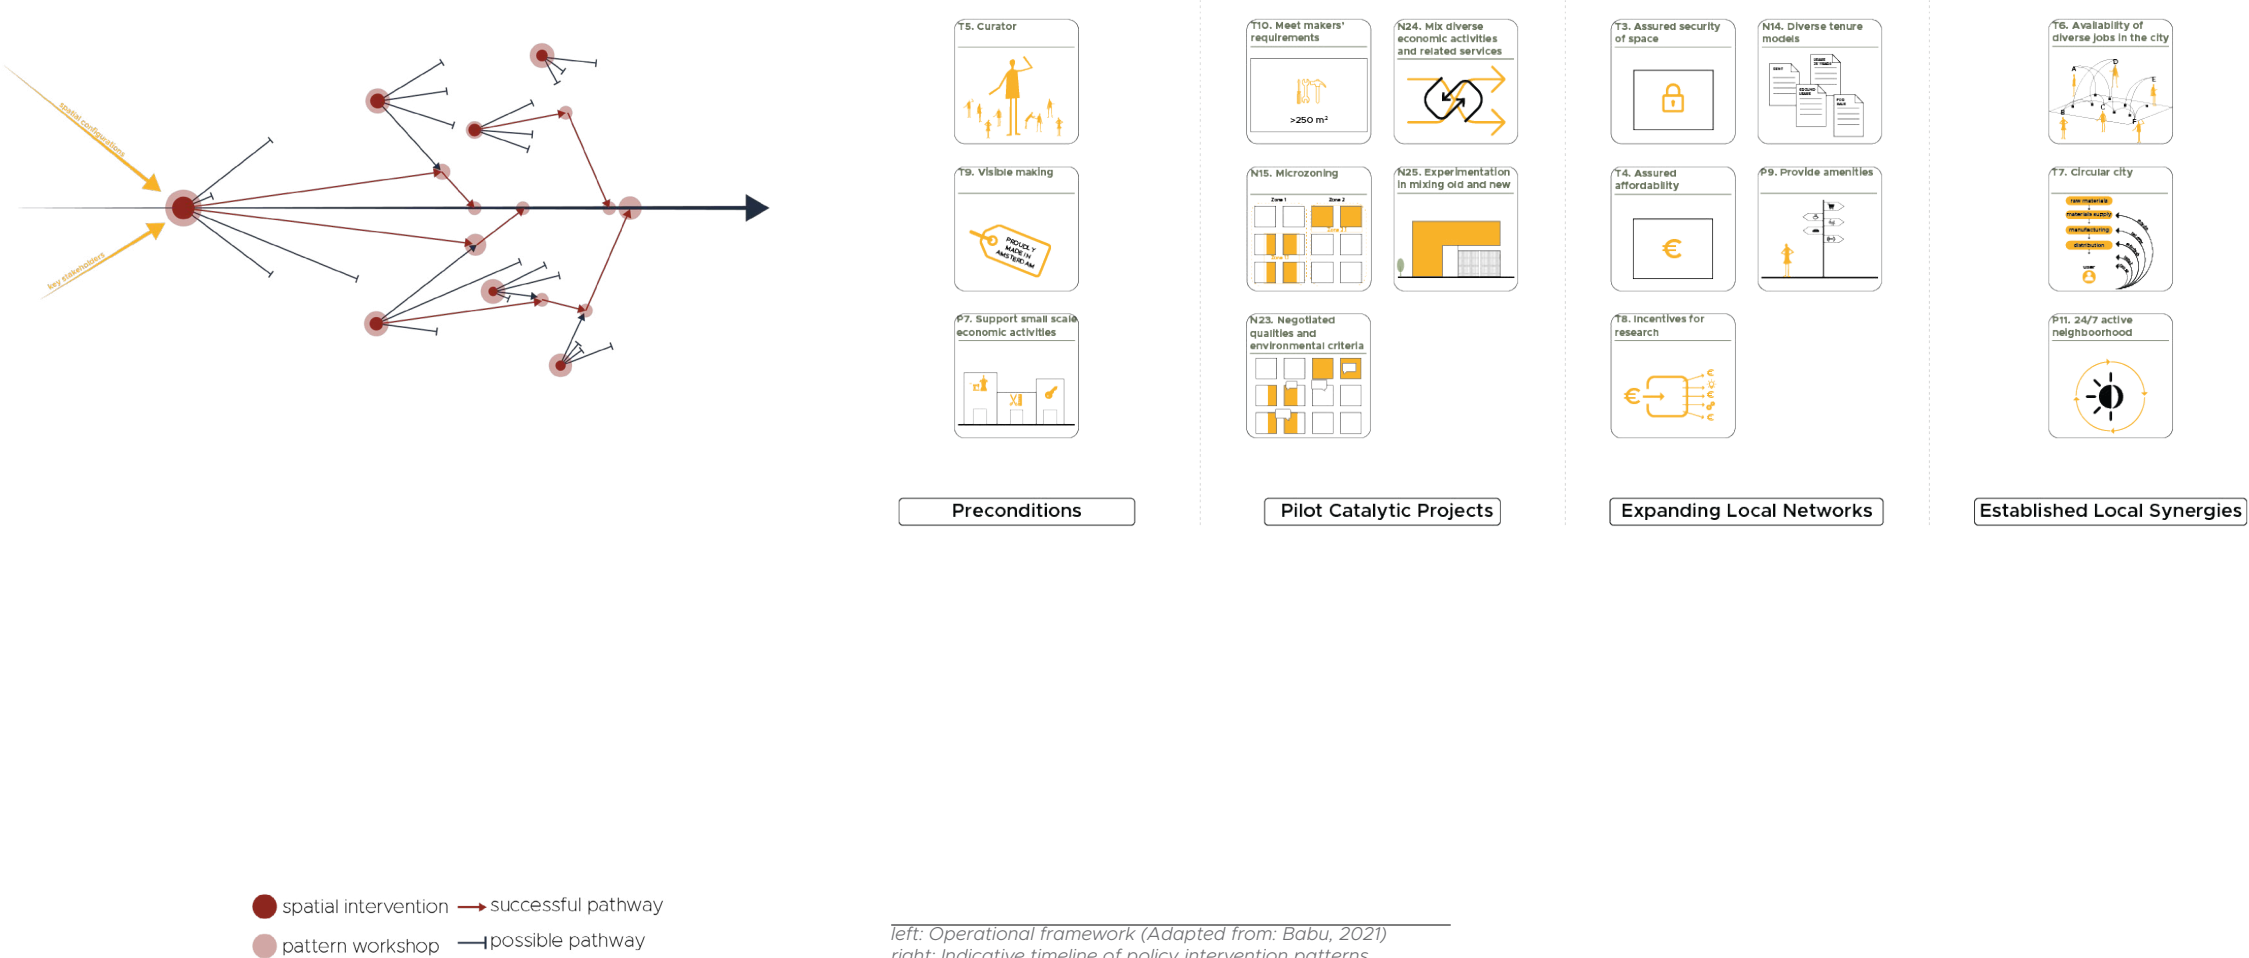 spatial configurations
key stakeholders
T5. Curator
T9. Visible making
PROUDLY
MADE IN
AMSTERDAM
P7. Support small scale
economic activities
Preconditions
T10. Meet makers'
requirements
>250 m²
N24. Mix diverse
economic activities
and related services
N15. Microzoning
Zone 1
Zone 2
N25. Experimentation
in mixing old and new
N23. Negotiated
qualities and
environmental criteria
Pilot Catalytic Projects
T3. Assured security
of space
N14. Diverse tenure
models
RENT
GROUND
LEASE
FOR
SALE
T4. Assured
affordability
€
P9. Provide amenities
T8. Incentives for
research
€
Expanding Local Networks
T6. Availability of
diverse jobs in the city
A
D
E
B
C
F
T7. Circular city
raw materials
materials supply
manufacturing
distribution
user
P11. 24/7 active
neighboorhood
Established Local Synergies
spatial intervention
successful pathway
pattern workshop
possible pathway
left: Operational framework (Adapted from: Babu, 2021)
right: Indicative timeline of policy intervention patterns